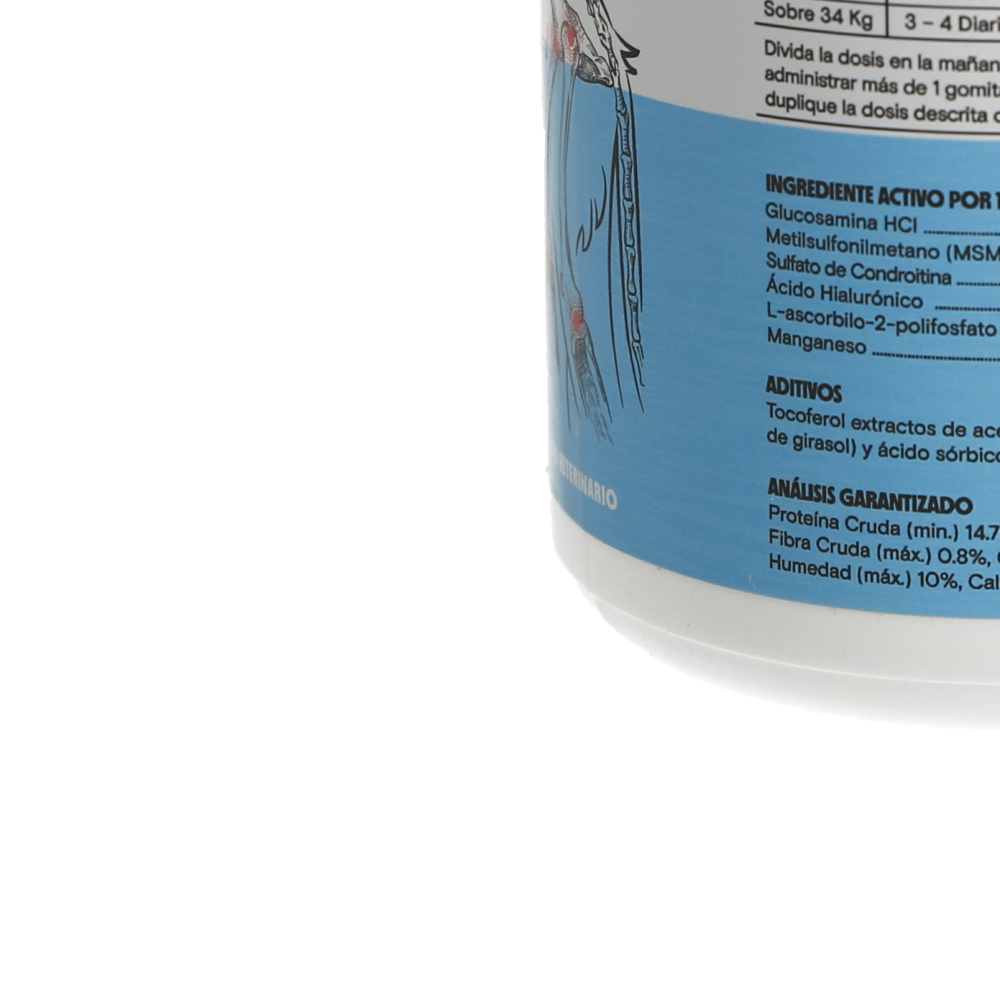 Sobre 34 Kg 3 - 4 Diari
Divida la dosis en la mañan
administrar más de 1 gomit
duplique la dosis descrita
INGREDIENTE ACTIVO POR 1
Glucosamina HCl
Metilsulfonilmetano (MSM
Sulfato de Condroitina
Ácido Hialurónico
L-ascorbilo-2-polifosfato
Manganeso
ADITIVOS
Tocoferol extractos de ace
de girasol) y ácido sórbico
ANÁLISIS GARANTIZADO
Proteína Cruda (min.) 14.7
Fibra Cruda (máx.) 0.8%,
Humedad (máx.) 10%, Cal
VETERINARIO